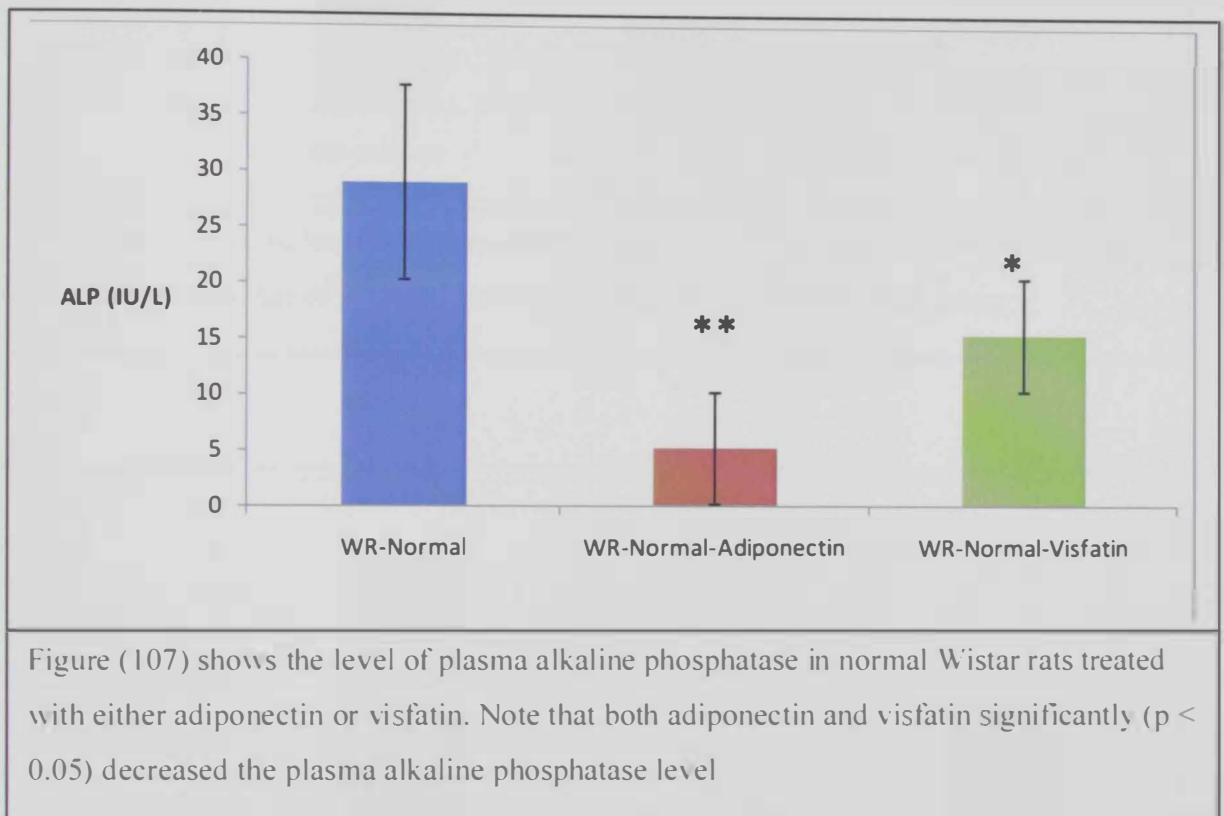 40
35
30
25
20
15
10
5
0
ALP (IU/L)
**
*
WR-Normal
WR-Normal-Adiponectin
WR-Normal-Visfatin
Figure (107) shows the level of plasma alkaline phosphatase in normal Wistar rats treated
with either adiponectin or visfatin. Note that both adiponectin and visfatin significantly (p <
0.05) decreased the plasma alkaline phosphatase level